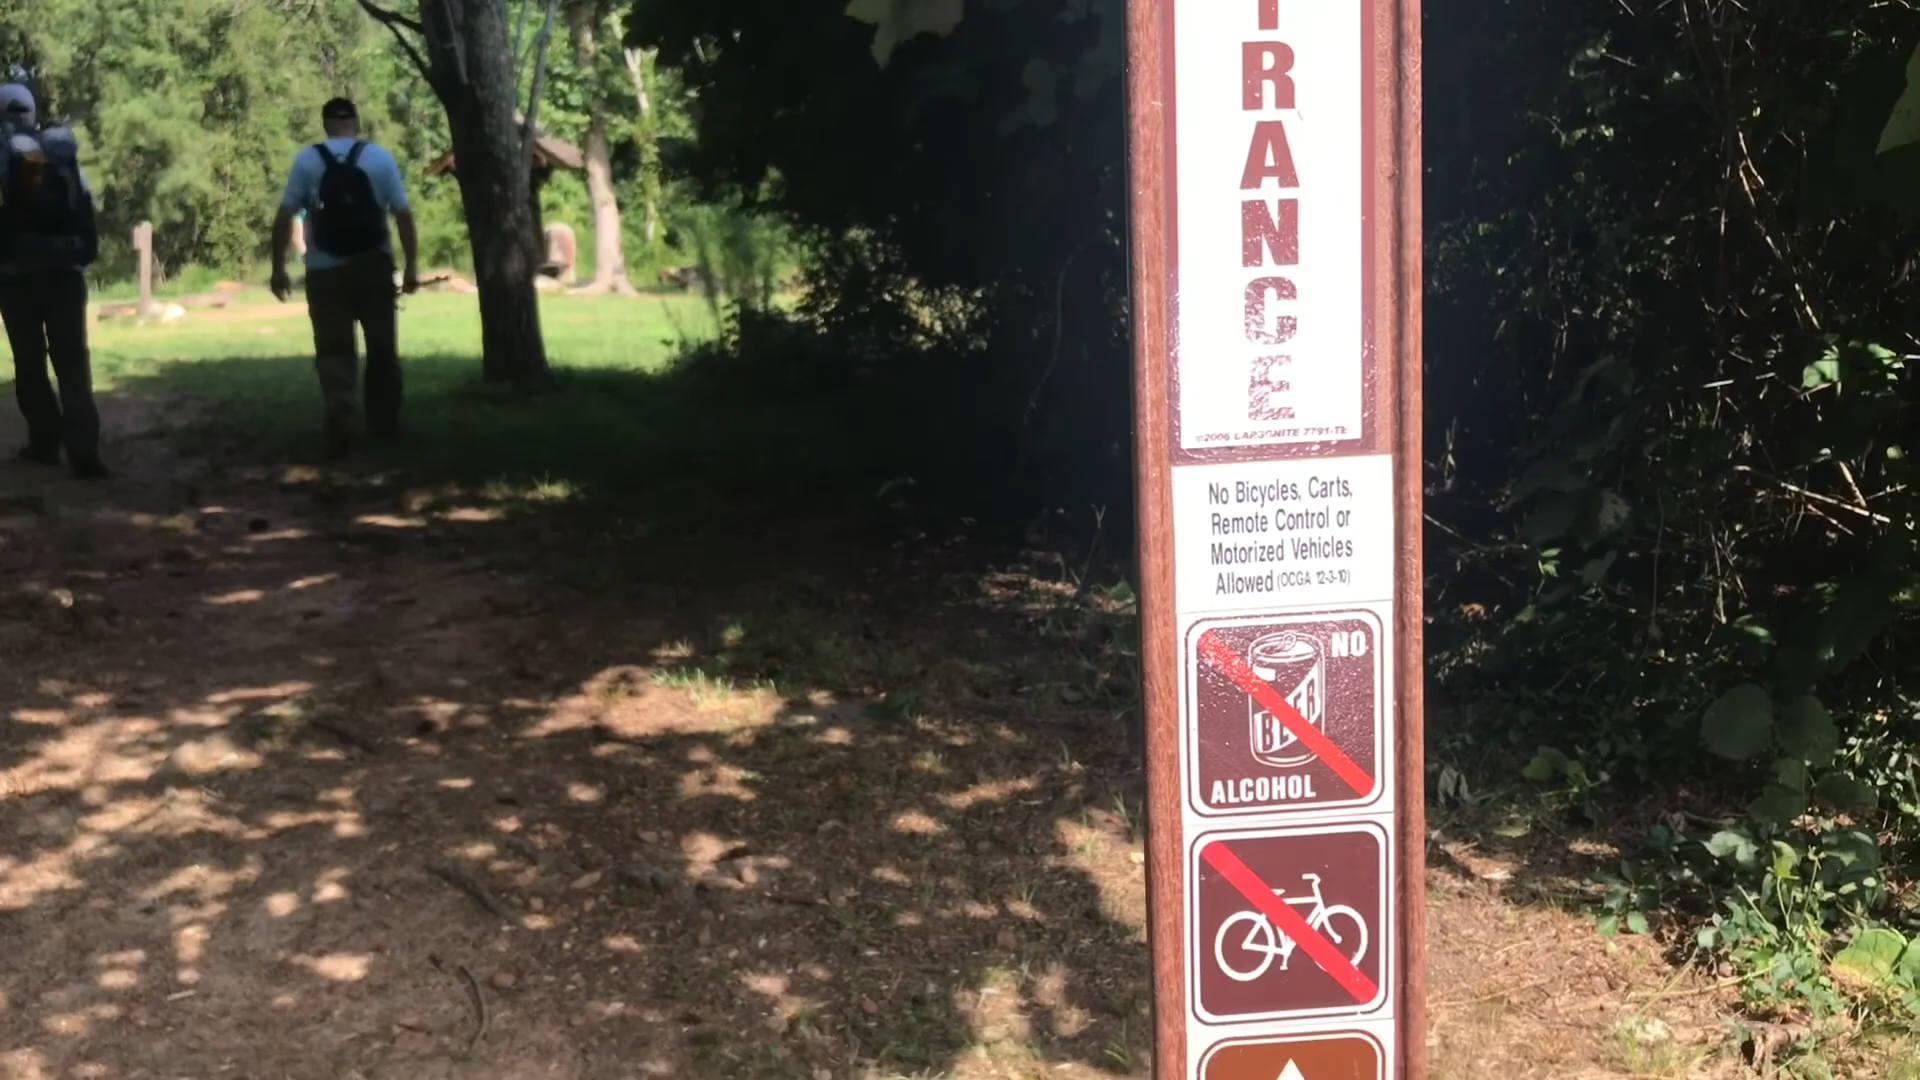 TRANCE
©2006 CARSONITE 7791-TE
No Bicycles, Carts,
Remote Control or
Motorized Vehicles
Allowed (OCGA 12-3-10)
NO
BEER
ALCOHOL